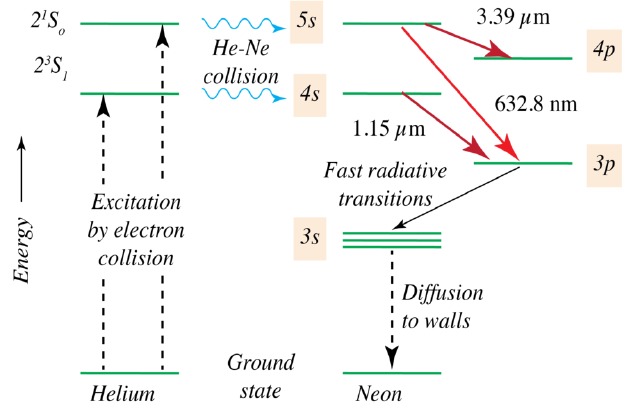 2¹Sₒ
5s
3.39 μm
He-Ne
collision
4p
2³S₁
4s
632.8 nm
1.15 μm
Fast radiative
transitions
3p
Excitation
by electron
collision
3s
Energy
Diffusion
to walls
Ground
state
Helium
Neon